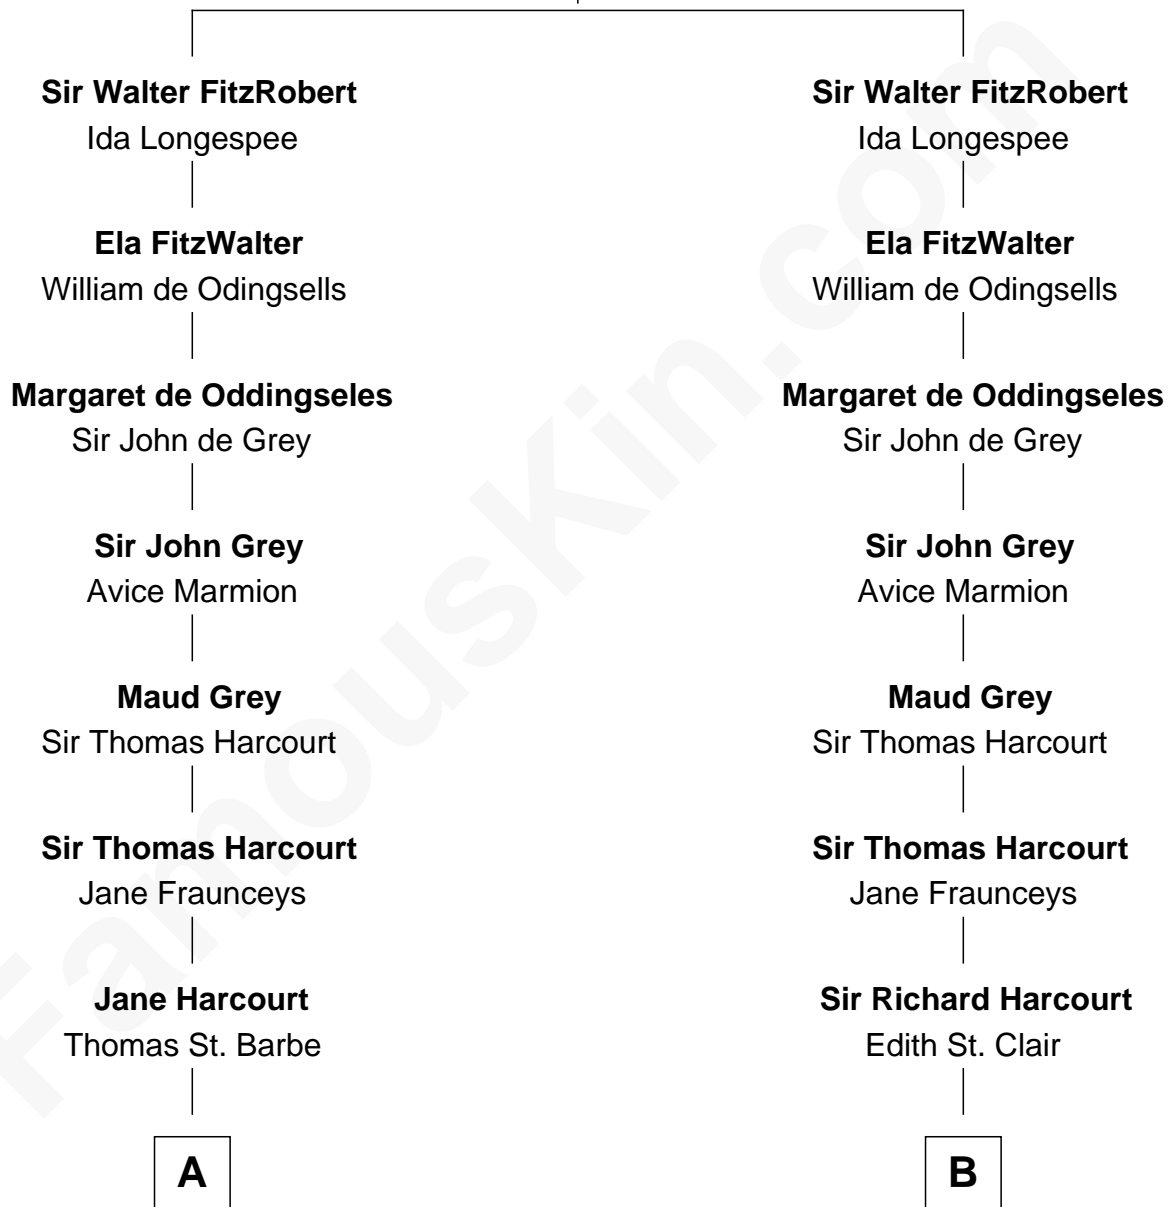 Sir Walter FitzRobert
Ida Longespee
Ela FitzWalter
William de Odingsells
Margaret de Oddingseles
Sir John de Grey
Sir John Grey
Avice Marmion
Maud Grey
Sir Thomas Harcourt
Sir Thomas Harcourt
Jane Fraunceys
Jane Harcourt
Thomas St. Barbe
A
Sir Walter FitzRobert
Ida Longespee
Ela FitzWalter
William de Odingsells
Margaret de Oddingseles
Sir John de Grey
Sir John Grey
Avice Marmion
Maud Grey
Sir Thomas Harcourt
Sir Thomas Harcourt
Jane Fraunceys
Sir Richard Harcourt
Edith St. Clair
B
FamousKin.com